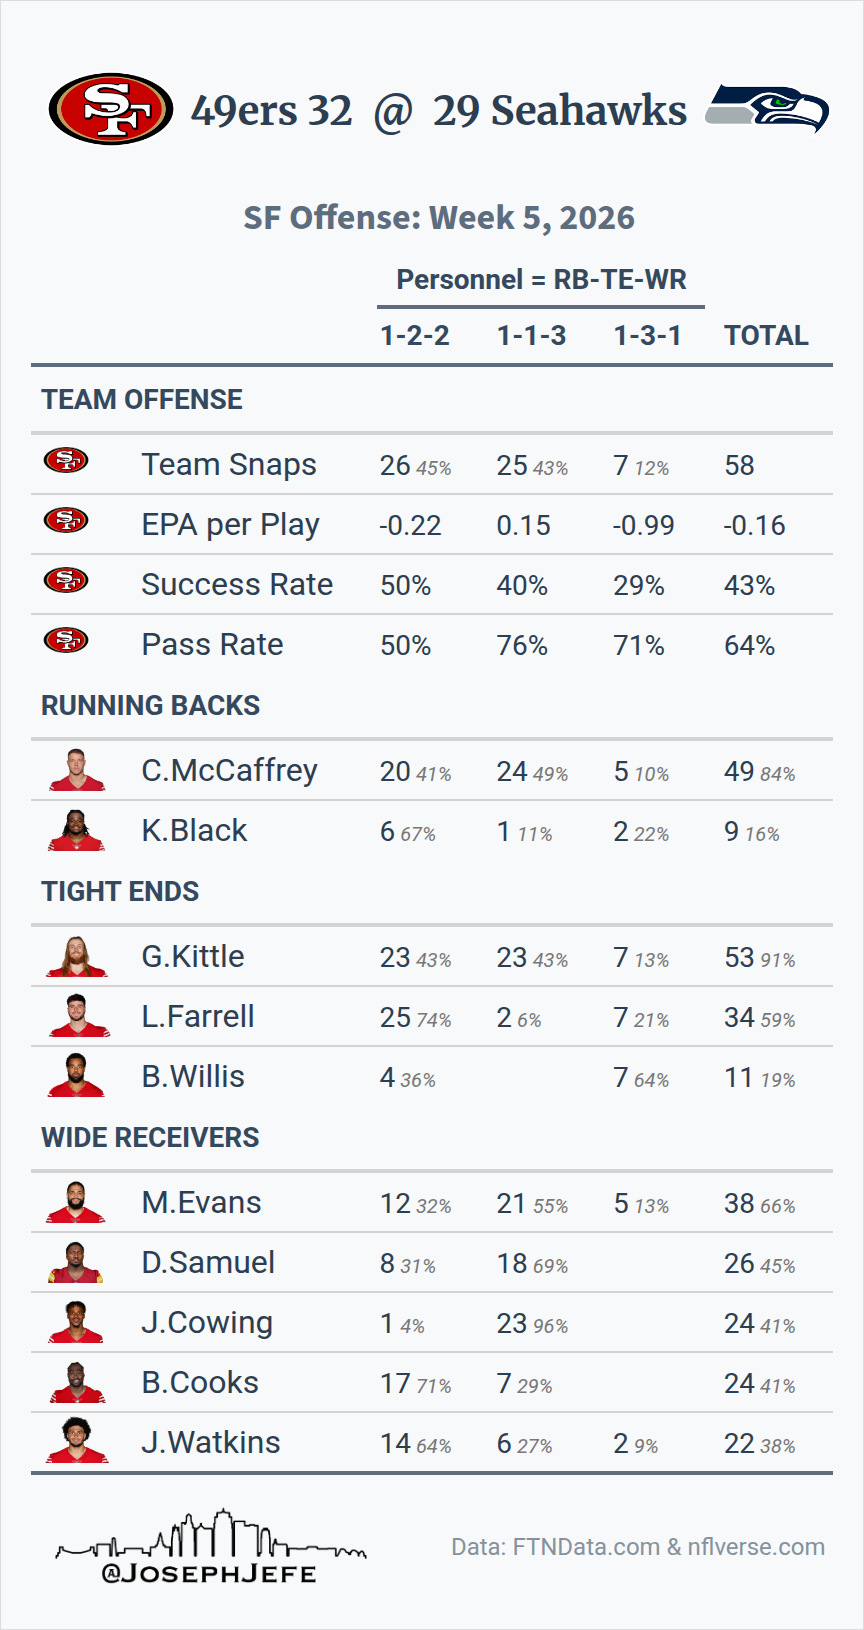 49ers 32 @ 29 Seahawks
SF Offense: Week 5, 2026
Personnel = RB-TE-WR
1-2-2 1-1-3 1-3-1 TOTAL
TEAM OFFENSE
Team Snaps 26 45% 25 43% 7 12% 58
EPA per Play -0.22 0.15 -0.99 -0.16
Success Rate 50% 40% 29% 43%
Pass Rate 50% 76% 71% 64%
RUNNING BACKS
C.McCaffrey 20 41% 24 49% 5 10% 49 84%
K.Black 6 67% 1 11% 2 22% 9 16%
TIGHT ENDS
G.Kittle 23 43% 23 43% 7 13% 53 91%
L.Farrell 25 74% 2 6% 7 21% 34 59%
B.Willis 4 36% 7 64% 11 19%
WIDE RECEIVERS
M.Evans 12 32% 21 55% 5 13% 38 66%
D.Samuel 8 31% 18 69% 26 45%
J.Cowing 1 4% 23 96% 24 41%
B.Cooks 17 71% 7 29% 24 41%
J.Watkins 14 64% 6 27% 2 9% 22 38%
@JOSEPHJEFE
Data: FTNData.com & nflverse.com